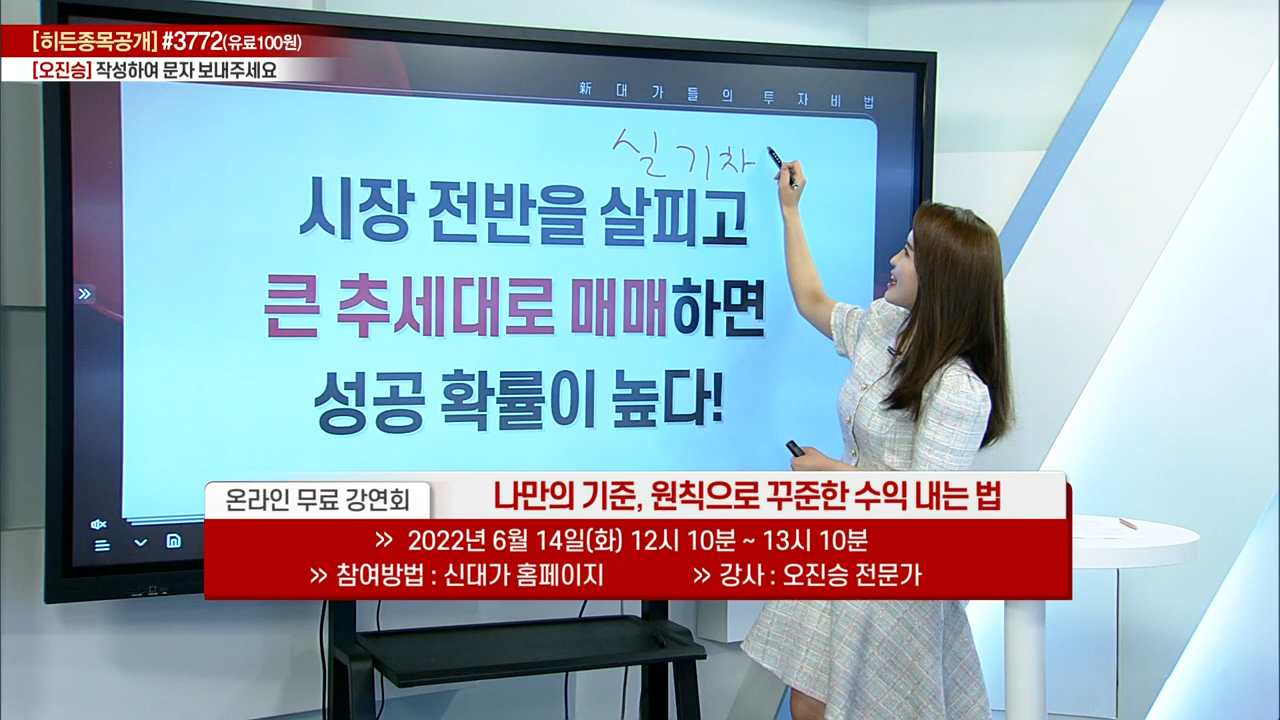 [히든종목공개] #3772(유료100원)
[오진승] 작성하여 문자 보내주세요
新 대 가 들 의 투 자 비 법
실 기차
시장 전반을 살피고
큰 추세대로 매매하면
성공 확률이 높다!
온라인 무료 강연회
나만의 기준, 원칙으로 꾸준한 수익 내는 법
» 2022년 6월 14일(화) 12시 10분 ~ 13시 10분
» 참여방법 : 신대가 홈페이지 » 강사 : 오진승 전문가